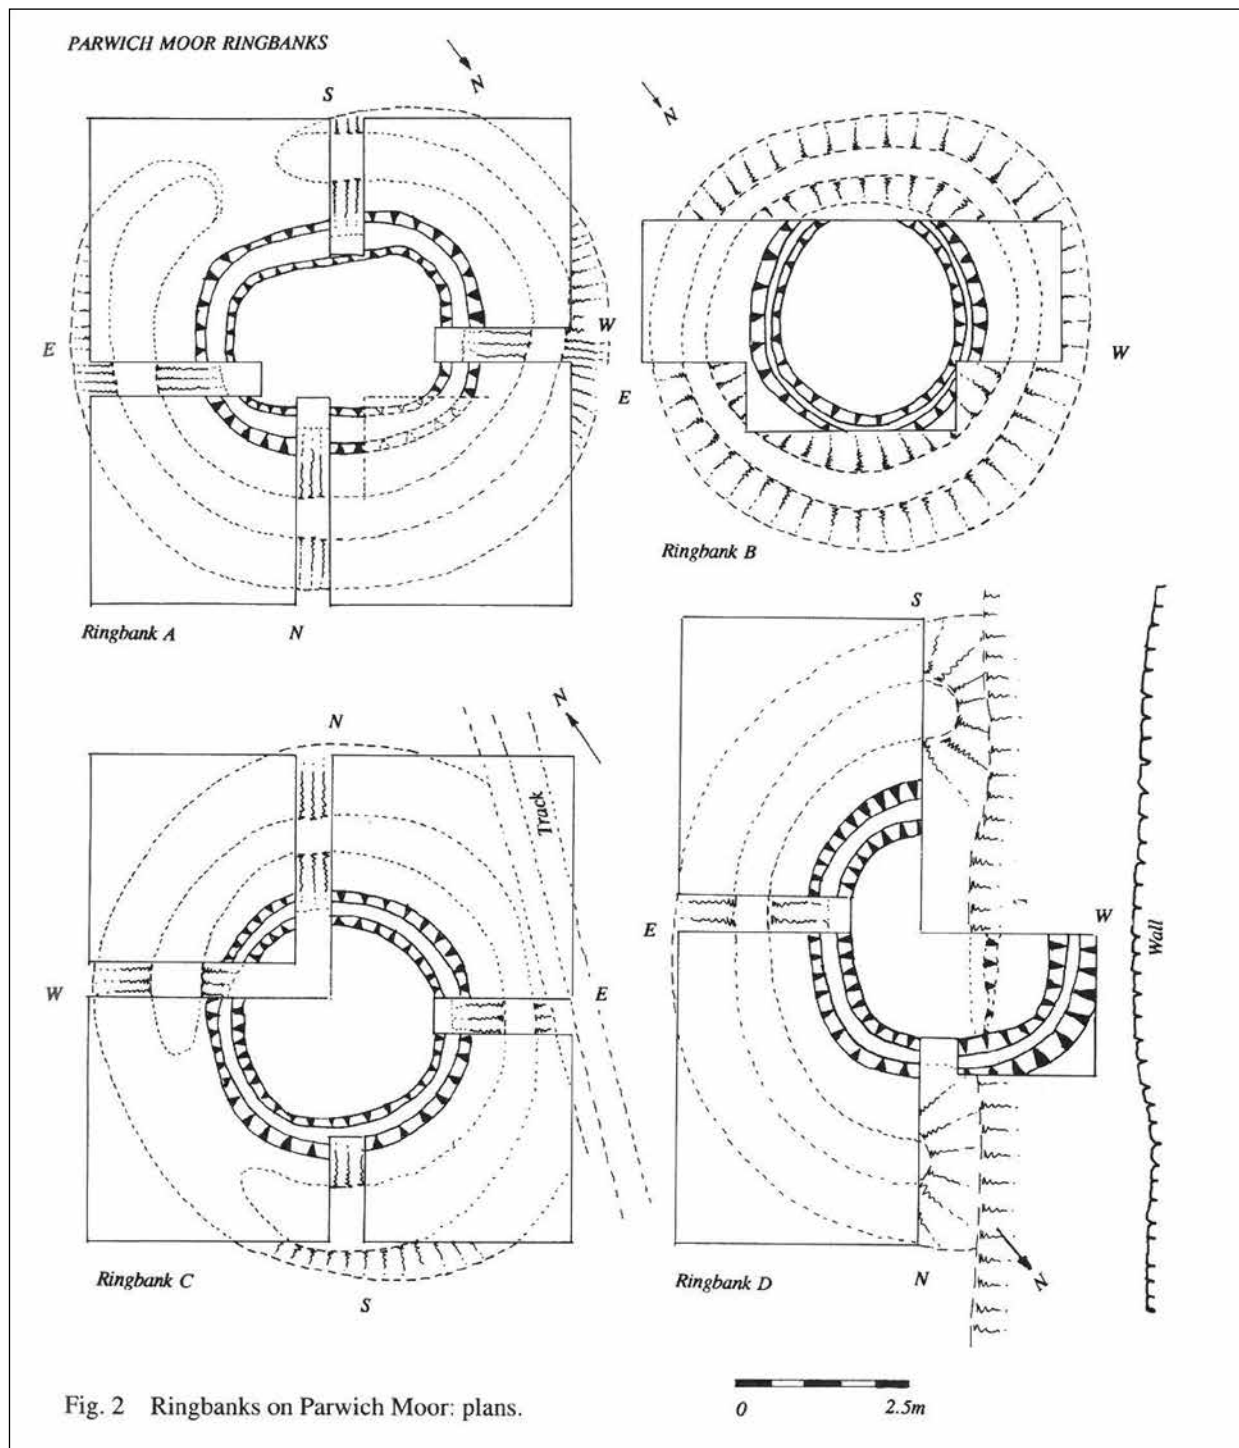 PARWICH MOOR RINGBANKS
N
N
S
E
W
Ringbank A
N
E
W
Ringbank B
N
N
Track
W
E
Ringbank C
S
S
E
W
Wall
Ringbank D
N
N
Fig. 2 Ringbanks on Parwich Moor: plans.
0
2.5m